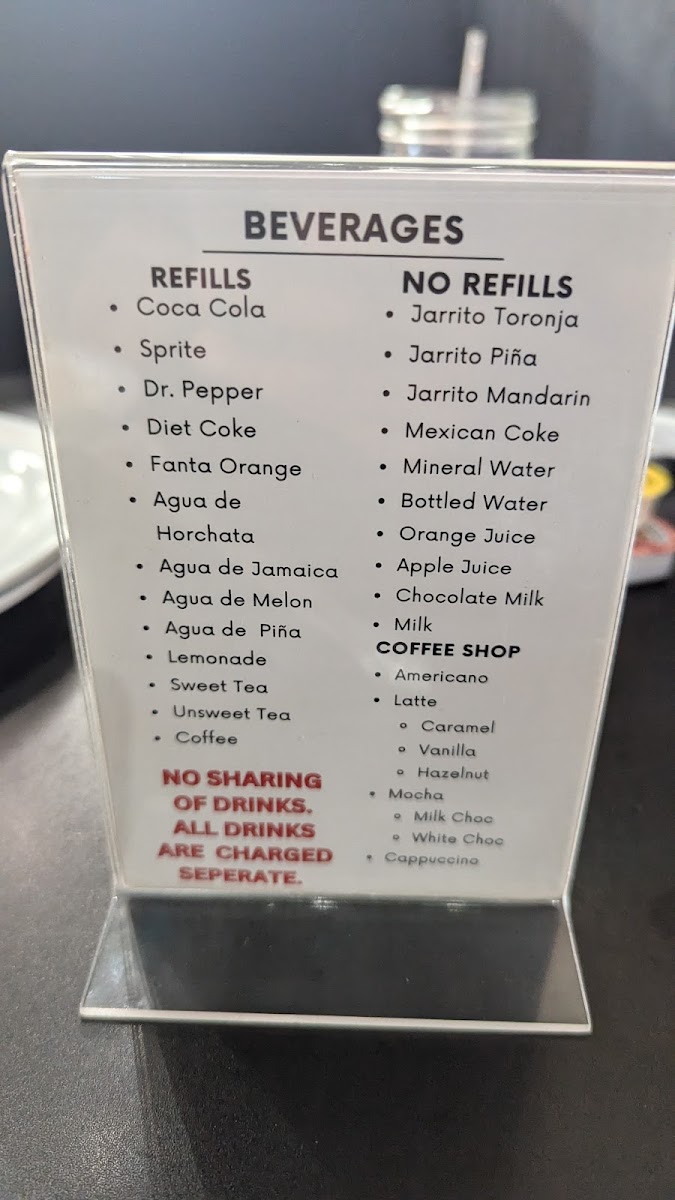 BEVERAGES
REFILLS
• Coca Cola
• Sprite
• Dr. Pepper
• Diet Coke
• Fanta Orange
• Agua de
Horchata
• Agua de Jamaica
• Agua de Melon
• Agua de Piña
• Lemonade
• Sweet Tea
• Unsweet Tea
• Coffee
NO SHARING
OF DRINKS.
ALL DRINKS
ARE CHARGED
SEPERATE.
NO REFILLS
• Jarrito Toronja
• Jarrito Piña
• Jarrito Mandarin
• Mexican Coke
• Mineral Water
• Bottled Water
• Orange Juice
• Apple Juice
• Chocolate Milk
• Milk
COFFEE SHOP
• Americano
• Latte
∘ Caramel
∘ Vanilla
∘ Hazelnut
• Mocha
∘ Milk Choc
∘ White Choc
• Cappuccino